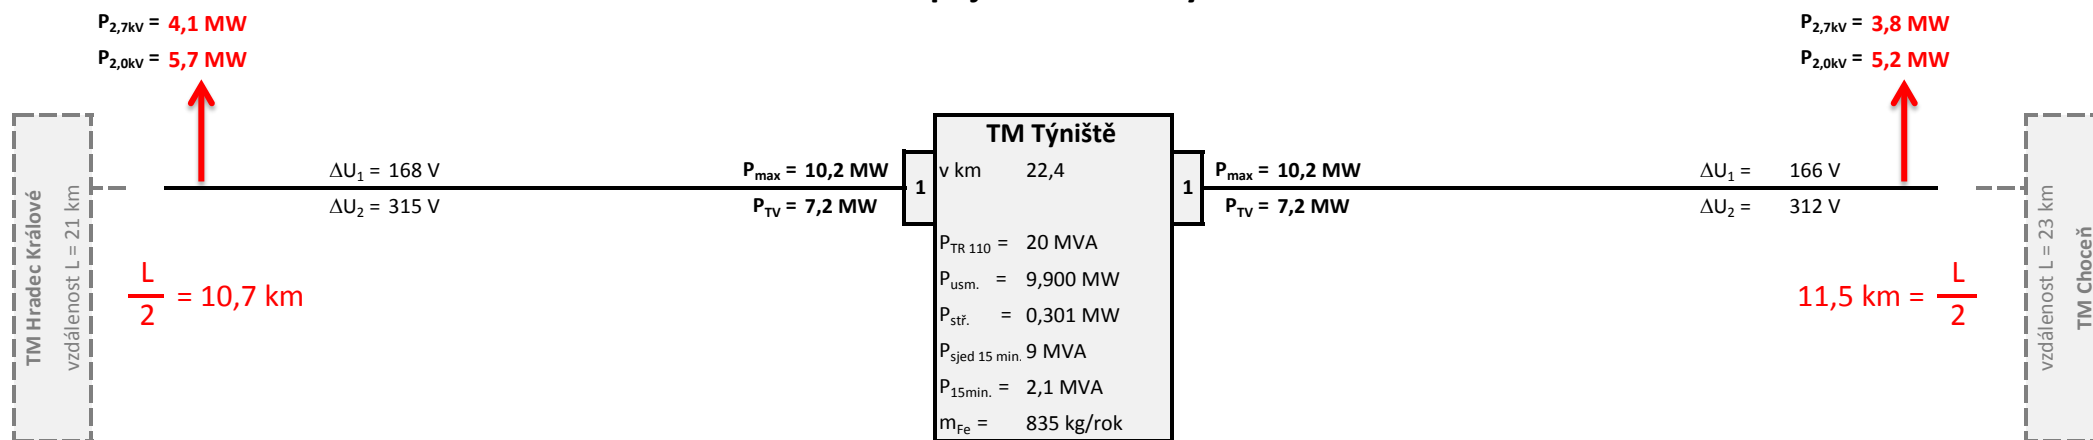 P2,7kV = 4,1 MW
P2,0kV = 5,7 MW
P2,7kV = 3,8 MW
P2,0kV = 5,2 MW
TM Hradec Králové
vzdálenost L = 21 km
ΔU1 = 168 V
ΔU2 = 315 V
L
2
= 10,7 km
Pmax = 10,2 MW
PTV = 7,2 MW
1
TM Týniště
v km 22,4
PTR 110 = 20 MVA
Pusm. = 9,900 MW
Pstř. = 0,301 MW
Psjed 15 min. 9 MVA
P15min. = 2,1 MVA
mFe = 835 kg/rok
1
Pmax = 10,2 MW
PTV = 7,2 MW
ΔU1 = 166 V
ΔU2 = 312 V
11,5 km =
L
2
vzdálenost L = 23 km
TM Choceň